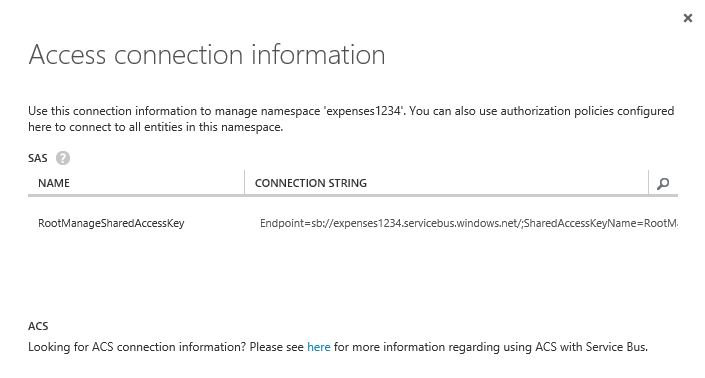 Access connection information
Use this connection information to manage namespace 'expenses1234'. You can also use authorization policies configured
here to connect to all entities in this namespace.
SAS ?
NAME CONNECTION STRING
RootManageSharedAccessKey Endpoint=sb://expenses1234.servicebus.windows.net/;SharedAccessKeyName=RootM
ACS
Looking for ACS connection information? Please see here for more information regarding using ACS with Service Bus.